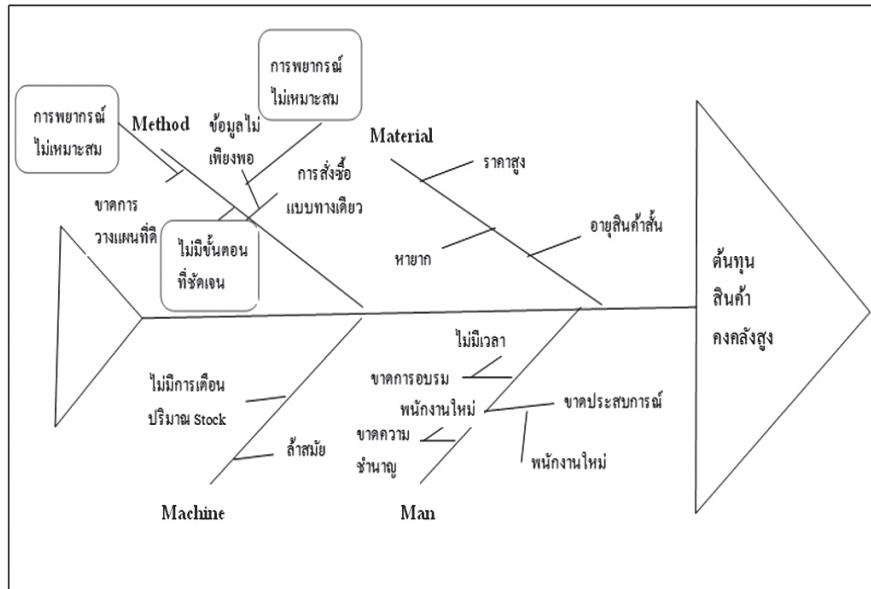 การพยากรณ์
ไม่เหมาะสม
การพยากรณ์
ไม่เหมาะสม
Method
ข้อมูลไม่
เพียงพอ
Material
ราคาสูง
การสั่งซื้อ
แบบทางเดียว
ขาดการ
วางแผนที่ดี
ไม่มีขั้นตอน
ที่ชัดเจน
หายาก
อายุสินค้าสั้น
ต้นทุน
สินค้า
คงคลังสูง
ไม่มีเวลา
ไม่มีการเตือน
ปริมาณ Stock
ขาดการอบรม
พนักงานใหม่
ขาดประสบการณ์
ล้าสมัย
ขาดความ
ชำนาญ
พนักงานใหม่
Machine
Man